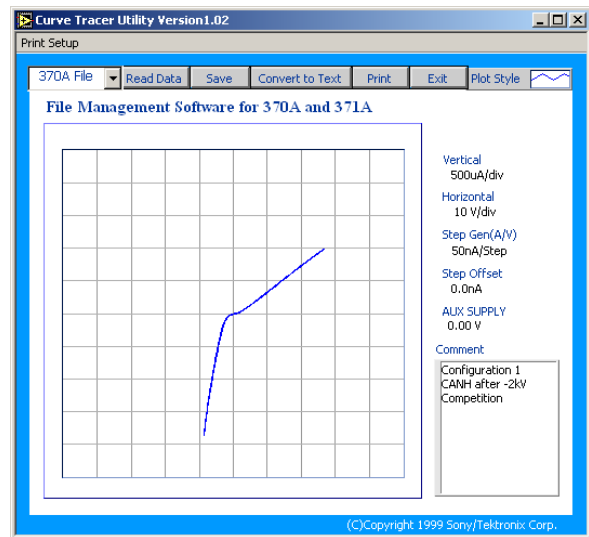 Curve Tracer Utility Version1.02
Print Setup
370A File
Read Data
Save
Convert to Text
Print
Exit
Plot Style
File Management Software for 370A and 371A
Vertical
500uA/div
Horizontal
10 V/div
Step Gen(A/V)
50nA/Step
Step Offset
0.0nA
AUX SUPPLY
0.00 V
Comment
Configuration 1
CANH after -2kV
Competition
(C)Copyright 1999 Sony/Tektronix Corp.